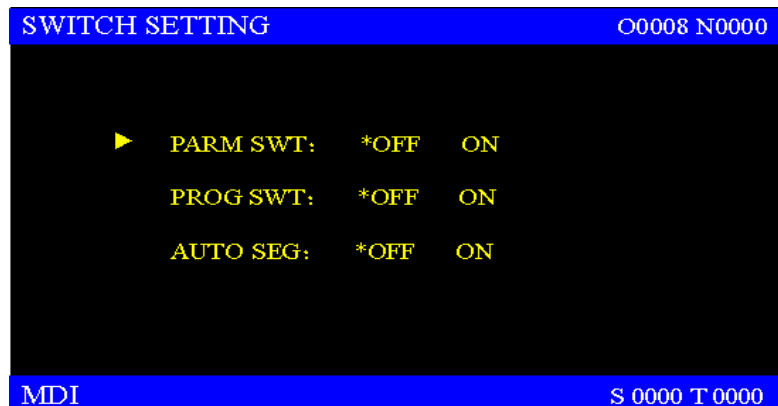 SWITCH SETTING O0008 N0000
PARM SWT： *OFF ON
PROG SWT： *OFF ON
AUTO SEG： *OFF ON
MDI S 0000 T 0000